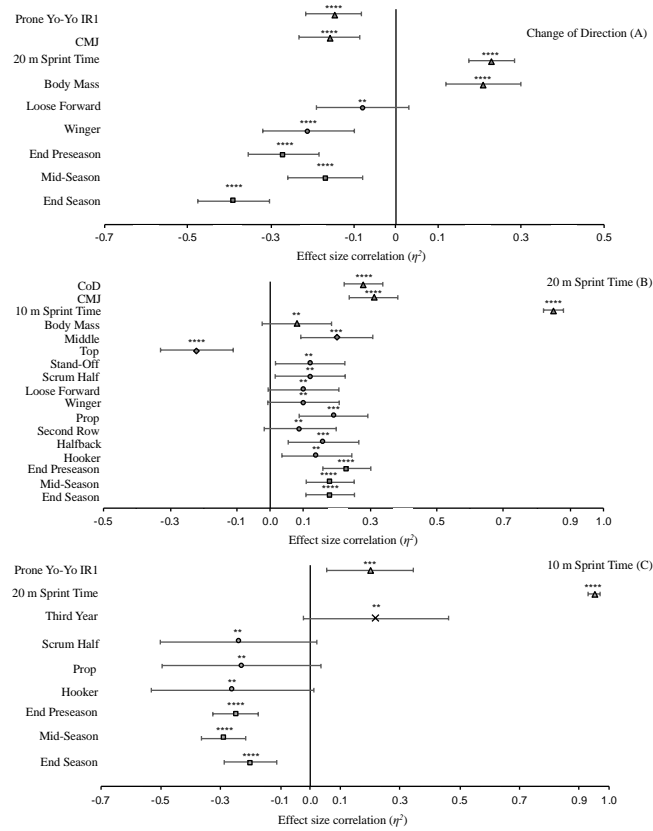 Change of Direction (A)
Prone Yo-Yo IR1 ****
CMJ ****
20 m Sprint Time ****
Body Mass ****
Loose Forward **
Winger ****
End Preseason ****
Mid-Season ****
End Season ****
-0.7 -0.5 -0.3 -0.1 0 0.1 0.3 0.5
Effect size correlation (η²)
20 m Sprint Time (B)
CoD ****
CMJ ****
10 m Sprint Time ****
Body Mass **
Middle ***
Top ****
Stand-Off **
Scrum Half **
Loose Forward **
Winger **
Prop ***
Second Row **
Halfback ***
Hooker **
End Preseason ****
Mid-Season ****
End Season ****
-0.5 -0.3 -0.1 0.0 0.1 0.3 0.5 0.7 0.9 1.0
Effect size correlation (η²)
10 m Sprint Time (C)
Prone Yo-Yo IR1 ***
20 m Sprint Time ****
Third Year **
Scrum Half **
Prop **
Hooker **
End Preseason ****
Mid-Season ****
End Season ****
-0.7 -0.5 -0.3 -0.1 0.0 0.1 0.3 0.5 0.7 0.9 1.0
Effect size correlation (η²)